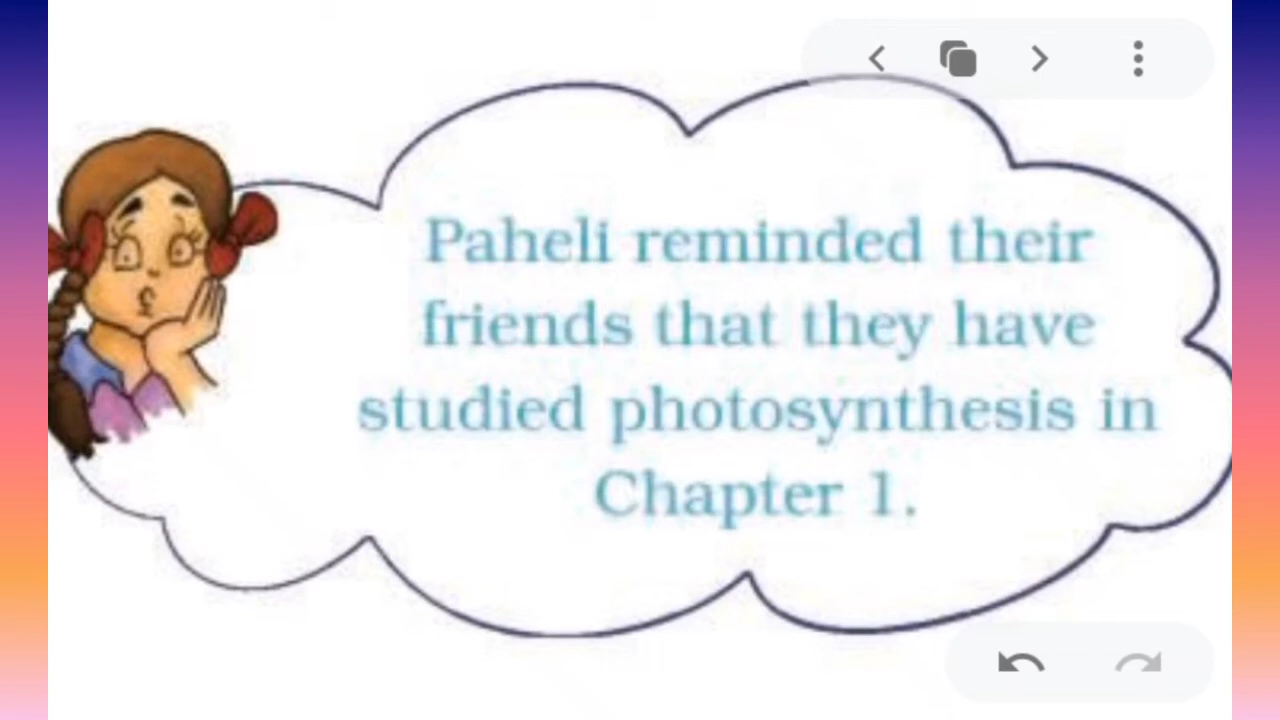 Paheli reminded their
friends that they have
studied photosynthesis in
Chapter 1.